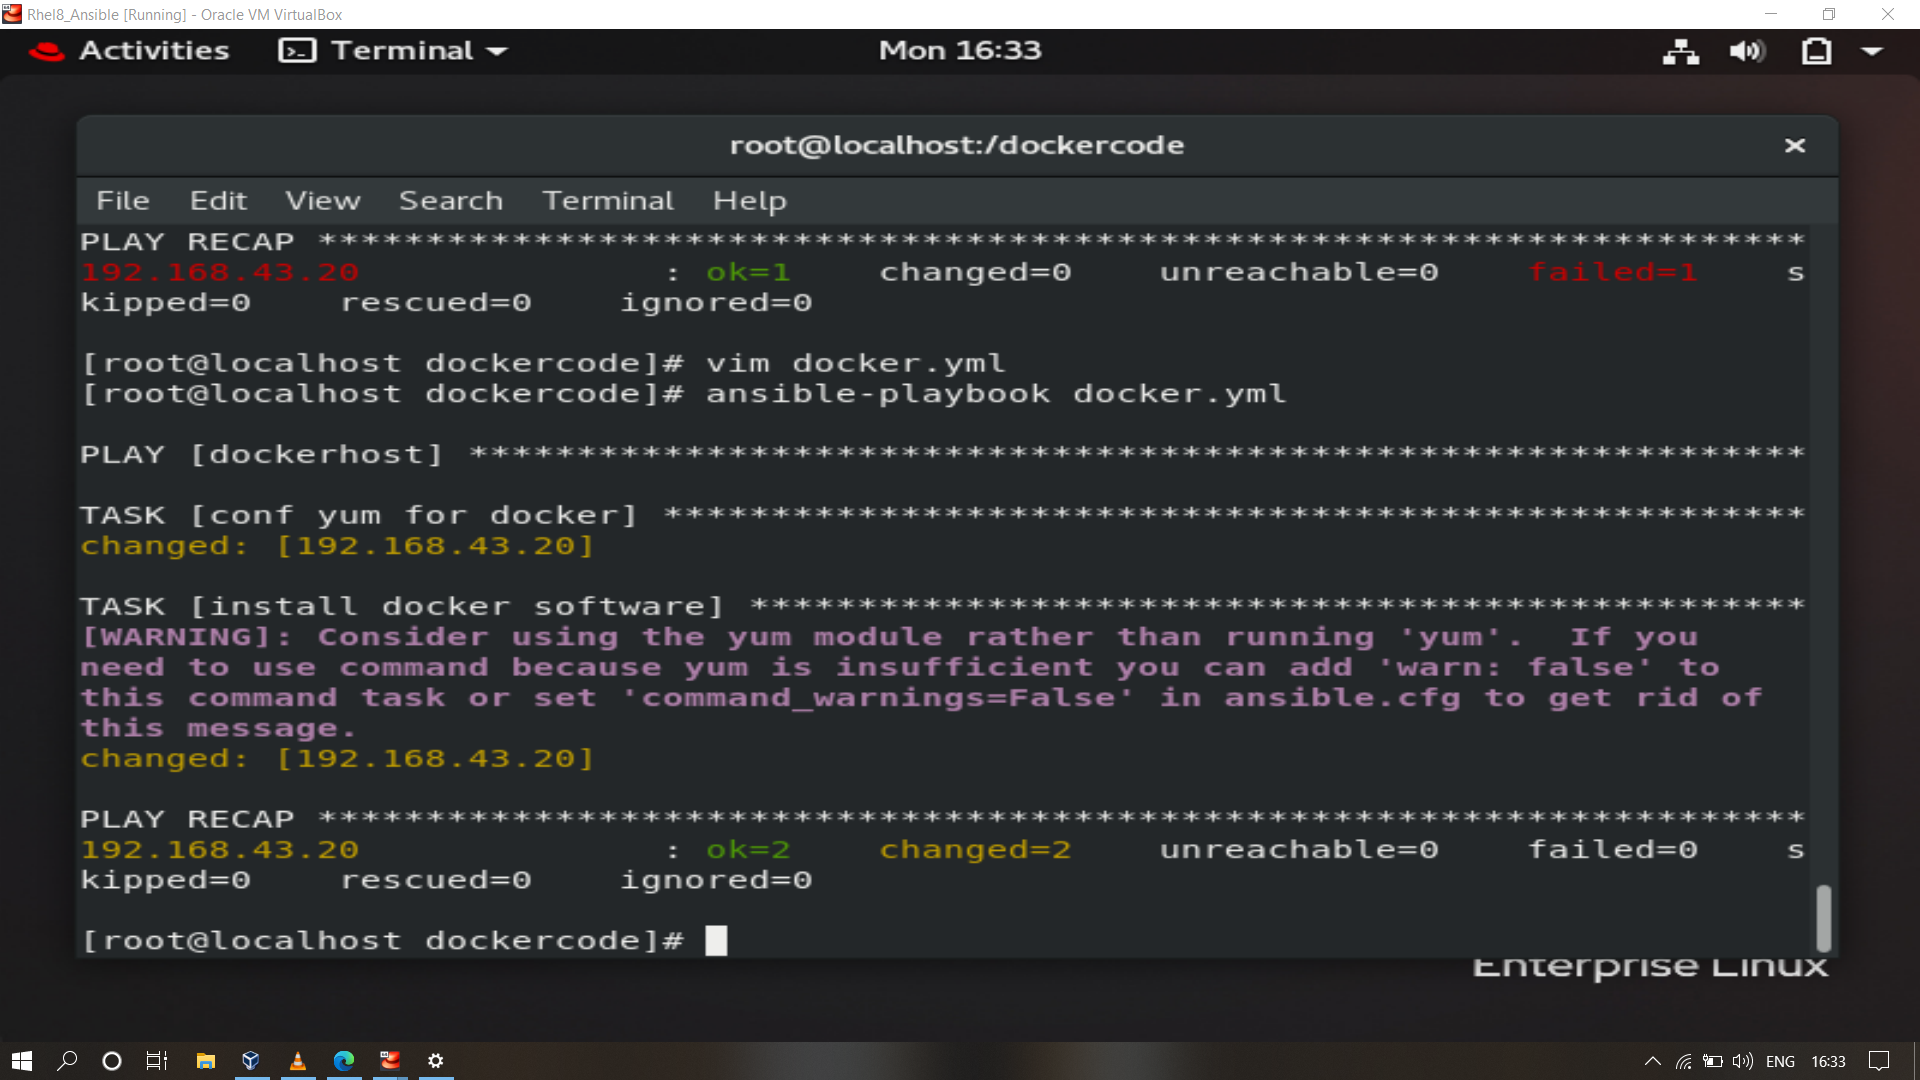 Rhel8_Ansible [Running] - Oracle VM VirtualBox
Activities Terminal Mon 16:33
root@localhost:/dockercode
File Edit View Search Terminal Help
PLAY RECAP *********************************************************************
192.168.43.20              : ok=1    changed=0    unreachable=0    failed=1    s
kipped=0    rescued=0    ignored=0
[root@localhost dockercode]# vim docker.yml
[root@localhost dockercode]# ansible-playbook docker.yml
PLAY [dockerhost] **************************************************************
TASK [conf yum for docker] *****************************************************
changed: [192.168.43.20]
TASK [install docker software] *************************************************
[WARNING]: Consider using the yum module rather than running 'yum'.  If you
need to use command because yum is insufficient you can add 'warn: false' to
this command task or set 'command_warnings=False' in ansible.cfg to get rid of
this message.
changed: [192.168.43.20]
PLAY RECAP *********************************************************************
192.168.43.20              : ok=2    changed=2    unreachable=0    failed=0    s
kipped=0    rescued=0    ignored=0
[root@localhost dockercode]#
Enterprise Linux
ENG 16:33